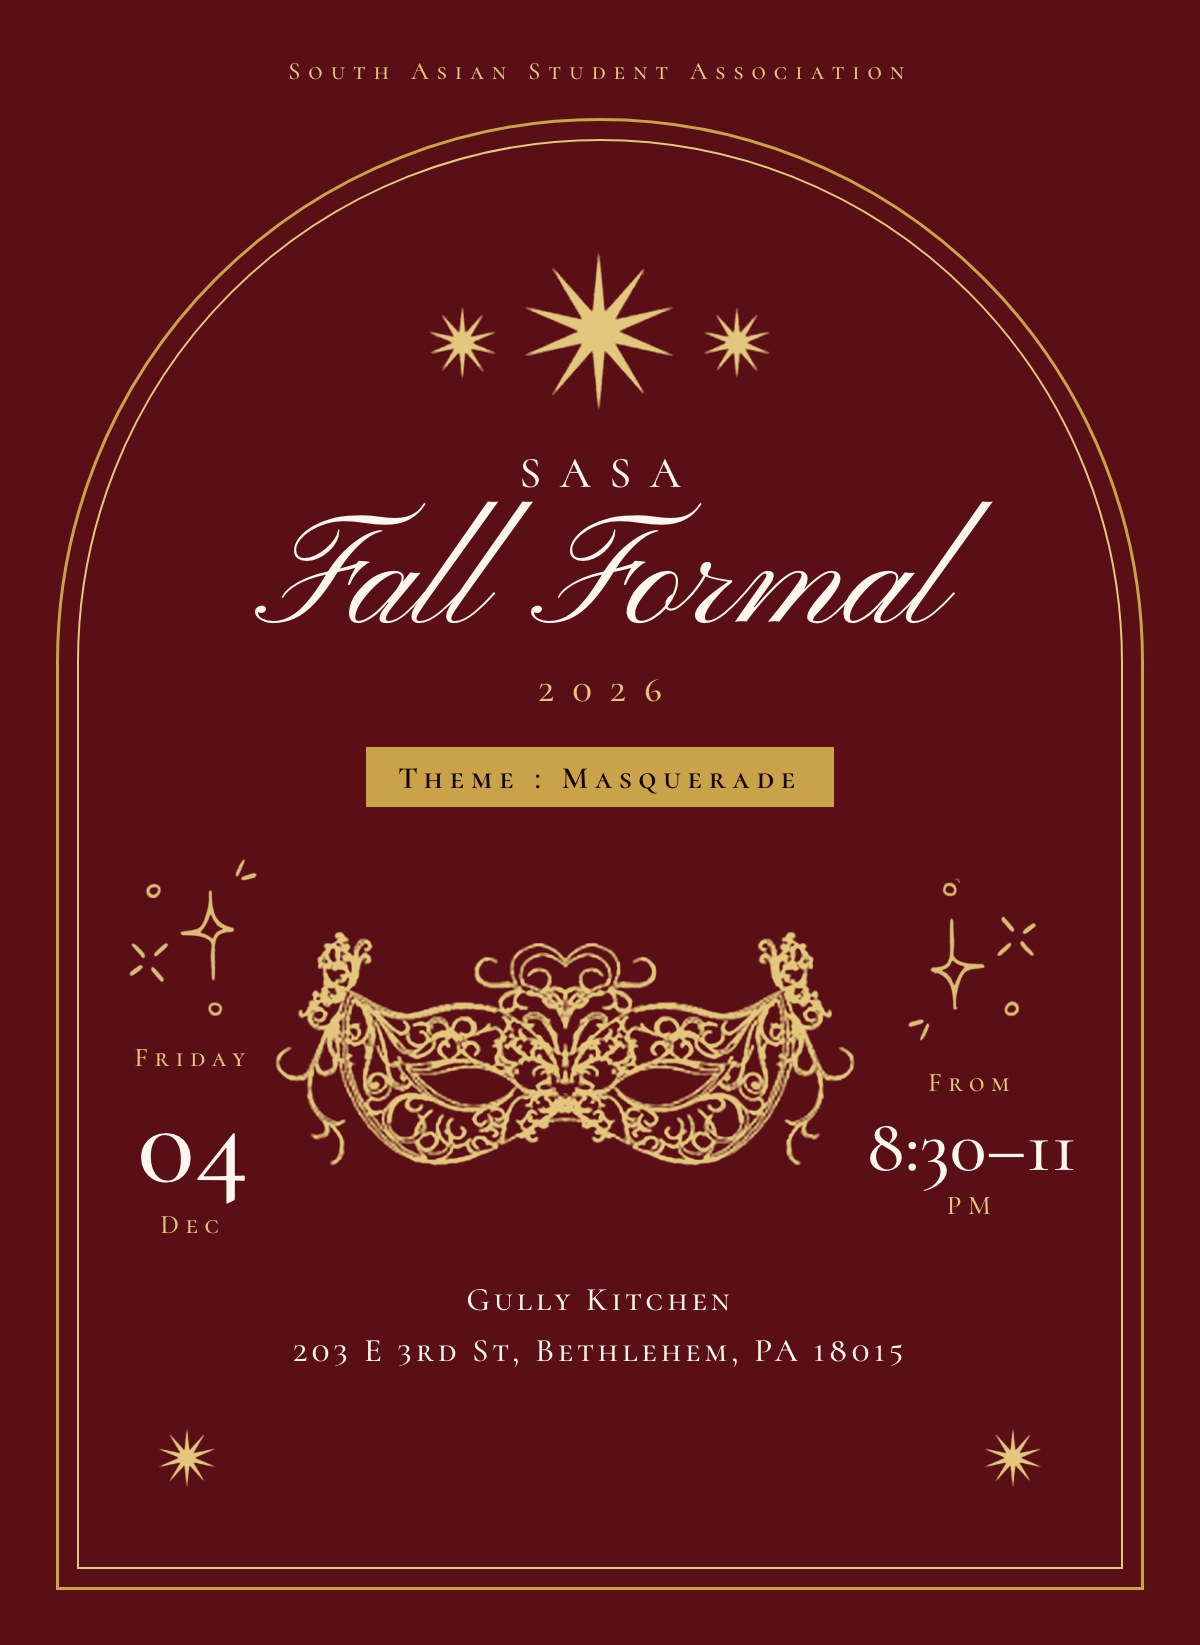 South Asian Student Association
SASA
Fall Formal
2026
Theme : Masquerade
Friday
04
Dec
From
8:30–11
PM
Gully Kitchen
203 E 3rd St, Bethlehem, PA 18015